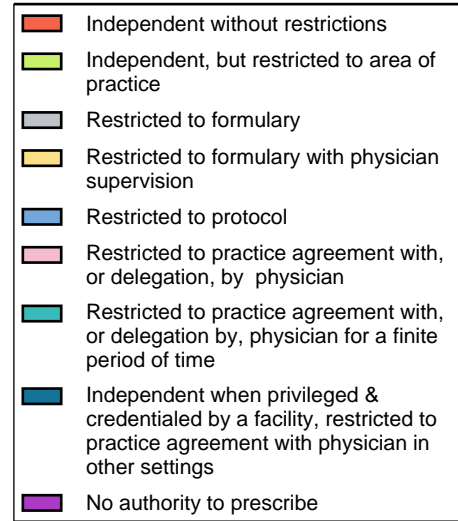 Independent without restrictions
Independent, but restricted to area of
practice
Restricted to formulary
Restricted to formulary with physician
supervision
Restricted to protocol
Restricted to practice agreement with,
or delegation, by physician
Restricted to practice agreement with,
or delegation by, physician for a finite
period of time
Independent when privileged &
credentialed by a facility, restricted to
practice agreement with physician in
other settings
No authority to prescribe